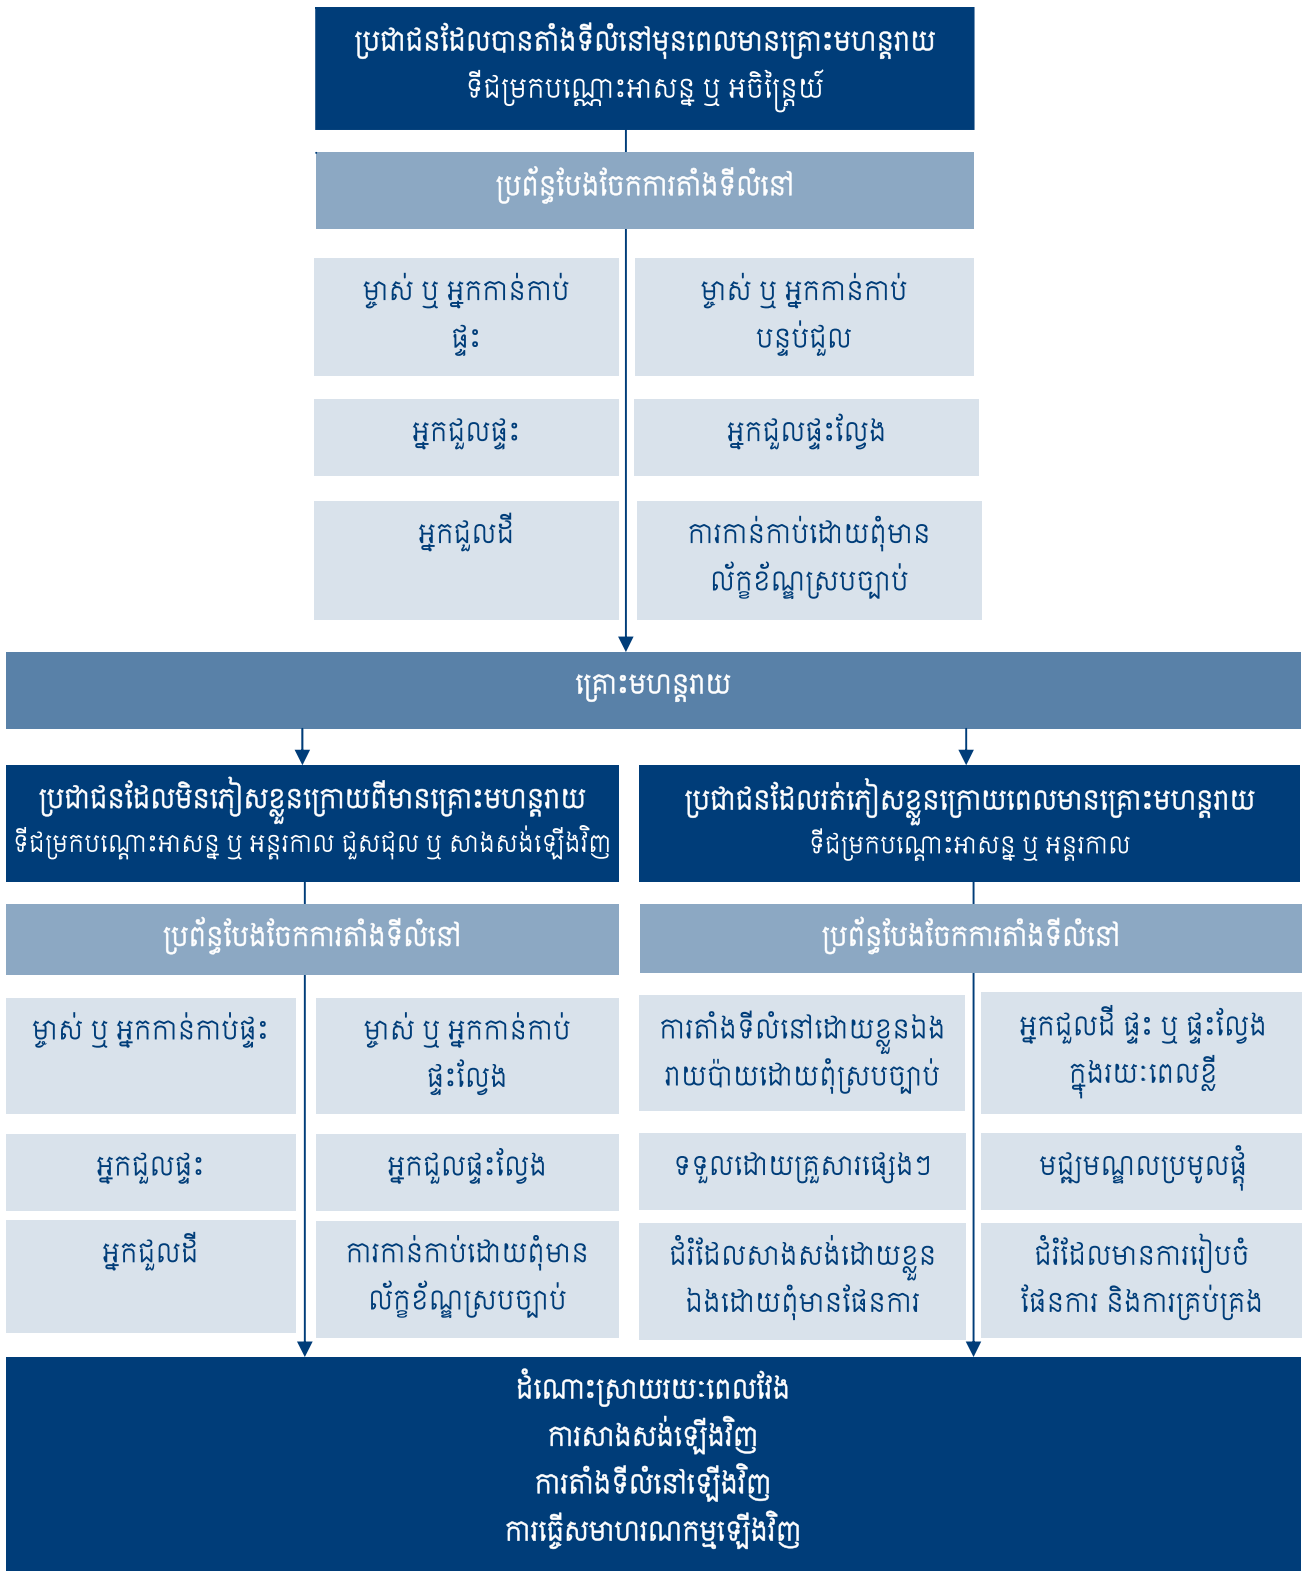 ប្រជាជនដែលបានតាំងទីលំនៅមុនពេលមានគ្រោះមហន្តរាយ
ទីជម្រកបណ្ណោះអាសន្ន ឬ អចិន្ត្រៃយ៍
ប្រព័ន្ធបែងចែកការតាំងទីលំនៅ
ម្ចាស់ ឬ អ្នកកាន់កាប់
ផ្ទះ
ម្ចាស់ ឬ អ្នកកាន់កាប់
បន្ទប់ជួល
អ្នកជួលផ្ទះ
អ្នកជួលផ្ទះល្វែង
អ្នកជួលដី
ការកាន់កាប់ដោយពុំមាន
ល័ក្ខខ័ណ្ឌស្របច្បាប់
គ្រោះមហន្តរាយ
ប្រជាជនដែលមិនភៀសខ្លួនក្រោយពីមានគ្រោះមហន្តរាយ
ទីជម្រកបណ្តោះអាសន្ន ឬ អន្តរកាល ជួសជុល ឬ សាងសង់ឡើងវិញ
ប្រជាជនដែលរត់ភៀសខ្លួនក្រោយពេលមានគ្រោះមហន្តរាយ
ទីជម្រកបណ្តោះអាសន្ន ឬ អន្តរកាល
ប្រព័ន្ធបែងចែកការតាំងទីលំនៅ
ប្រព័ន្ធបែងចែកការតាំងទីលំនៅ
ម្ចាស់ ឬ អ្នកកាន់កាប់ផ្ទះ
ម្ចាស់ ឬ អ្នកកាន់កាប់
ផ្ទះល្វែង
ការតាំងទីលំនៅដោយខ្លួនឯង
រាយប៉ាយដោយពុំស្របច្បាប់
អ្នកជួលដី ផ្ទះ ឬ ផ្ទះល្វែង
ក្នុងរយៈពេលខ្លី
អ្នកជួលផ្ទះ
អ្នកជួលផ្ទះល្វែង
ទទួលដោយគ្រួសារផ្សេងៗ
មជ្ឈមណ្ឌលប្រមូលផ្តុំ
អ្នកជួលដី
ការកាន់កាប់ដោយពុំមាន
ល័ក្ខខ័ណ្ឌស្របច្បាប់
ជំរំដែលសាងសង់ដោយខ្លួន
ឯងដោយពុំមានផែនការ
ជំរំដែលមានការរៀបចំ
ផែនការ និងការគ្រប់គ្រង
ដំណោះស្រាយរយៈពេលវែង
ការសាងសង់ឡើងវិញ
ការតាំងទីលំនៅឡើងវិញ
ការធ្វើសមាហរណកម្មឡើងវិញ